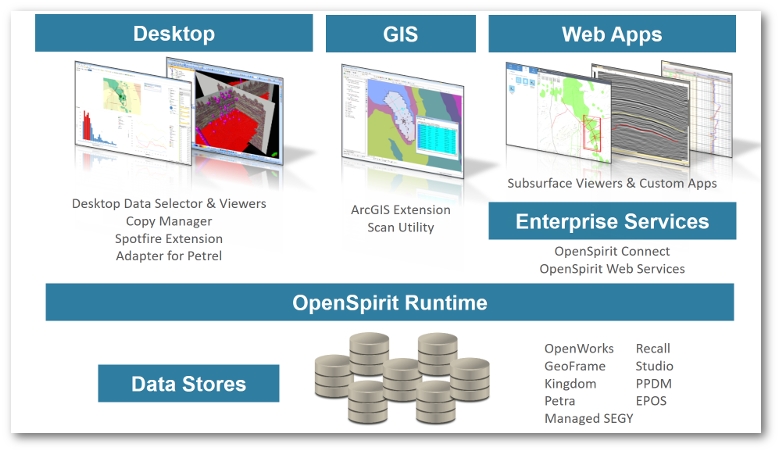 Desktop
GIS
Web Apps
Desktop Data Selector & Viewers
Copy Manager
Spotfire Extension
Adapter for Petrel
ArcGIS Extension
Scan Utility
Subsurface Viewers & Custom Apps
Enterprise Services
OpenSpirit Connect
OpenSpirit Web Services
OpenSpirit Runtime
Data Stores
OpenWorks
GeoFrame
Kingdom
Petra
Managed SEGY
Recall
Studio
PPDM
EPOS